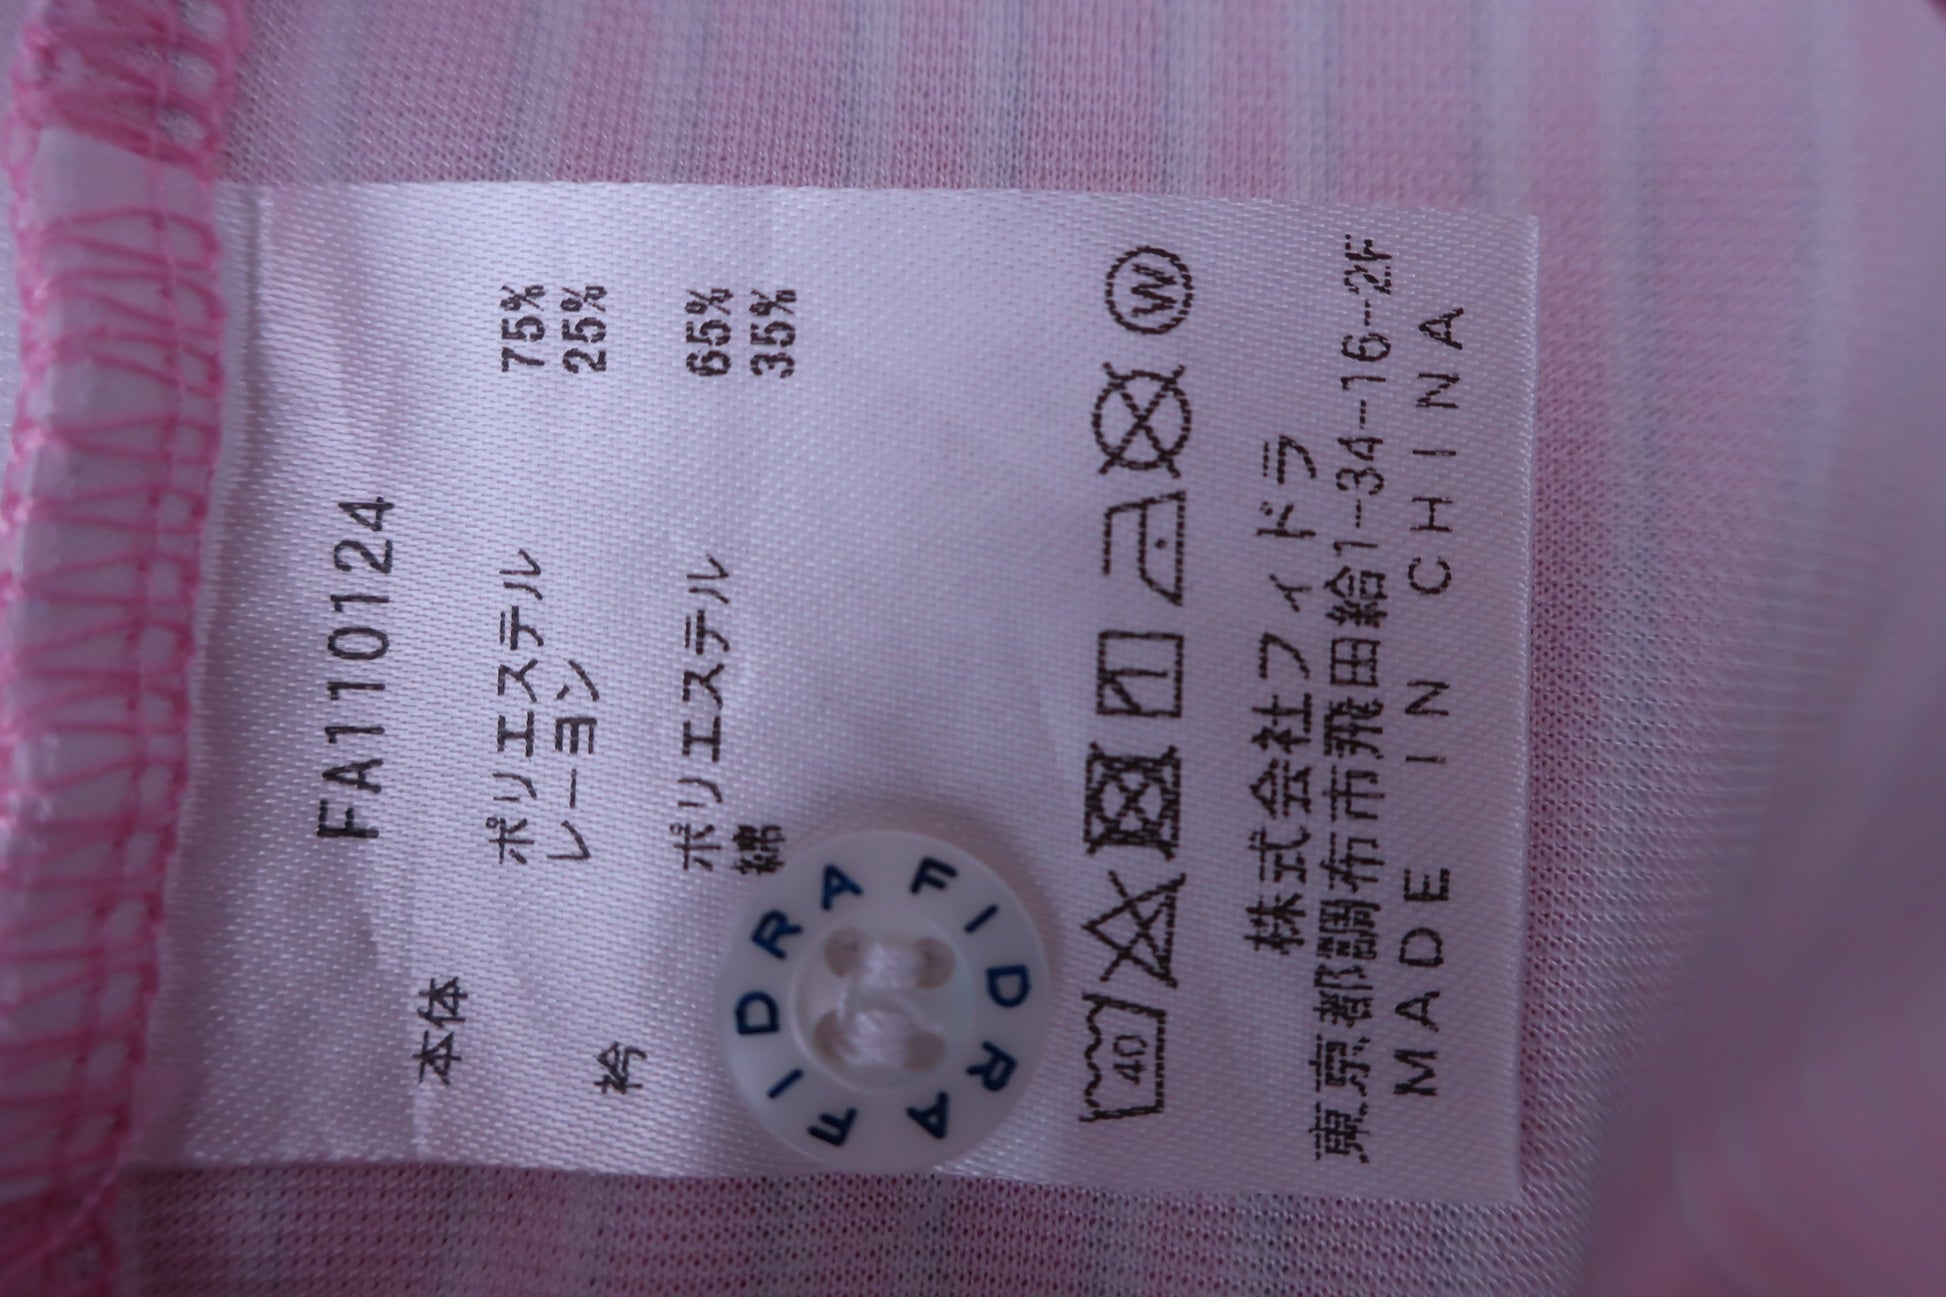 FA110124
本体
ポリエステル 75%
レーヨン 25%
衿
ポリエステル 65%
綿 35%
FIDRA FIDRA
40
W
株式会社フィドラ
東京都調布市飛田給1-34-16-2F
MADE IN CHINA